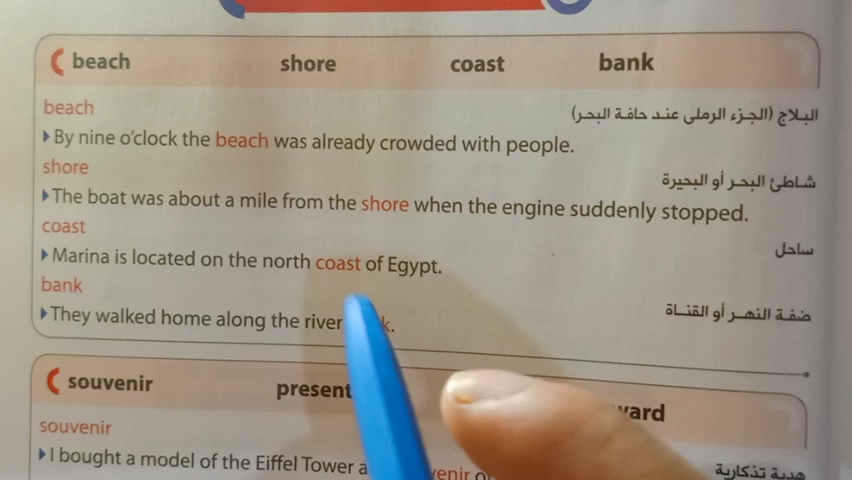 beach shore coast bank
beach البلاج (الجزء الرملى عند حافة البحر)
By nine o'clock the beach was already crowded with people.
shore شاطئ البحر أو البحيرة
The boat was about a mile from the shore when the engine suddenly stopped.
coast ساحل
Marina is located on the north coast of Egypt.
bank ضفة النهر أو القناة
They walked home along the river
souvenir present
souvenir هدية تذكارية
I bought a model of the Eiffel Tower